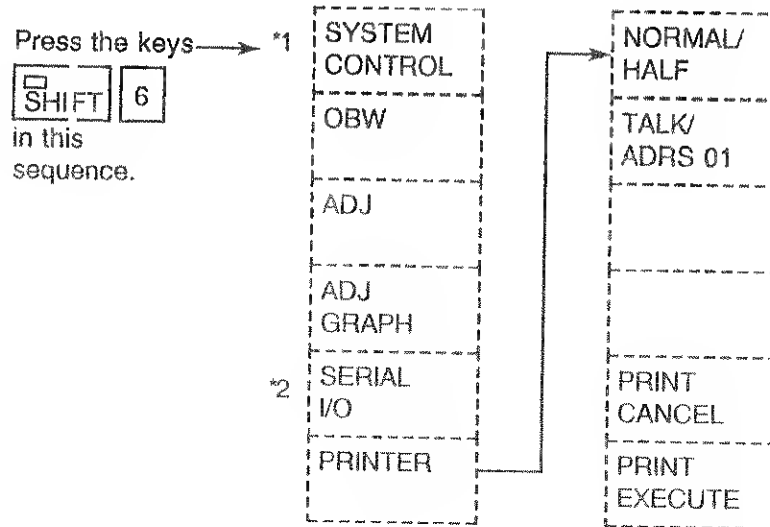 Press the keys
SHIFT 6
in this
sequence.
*1 SYSTEM
CONTROL
OBW
ADJ
ADJ
GRAPH
*2 SERIAL
I/O
PRINTER
NORMAL/
HALF
TALK/
ADRS 01
PRINT
CANCEL
PRINT
EXECUTE